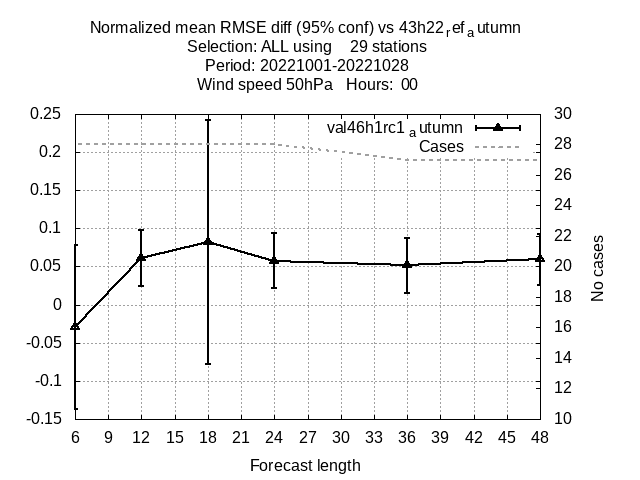 Normalized mean RMSE diff (95% conf) vs 43h22ᵣefₐutumn
Selection: ALL using    29 stations
Period: 20221001-20221028
Wind speed 50hPa   Hours:  00
val46h1rc1ₐutumn
Cases
0.25
0.2
0.15
0.1
0.05
0
-0.05
-0.1
-0.15
30
28
26
24
22
20
18
16
14
12
10
No cases
6 9 12 15 18 21 24 27 30 33 36 39 42 45 48
Forecast length